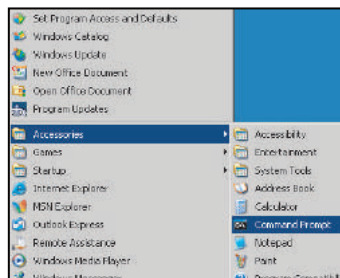 Set Program Access and Defaults
Windows Catalog
Windows Update
New Office Document
Open Office Document
Program Updates
Accessories
Games
Startup
Internet Explorer
MSN Explorer
Outlook Express
Remote Assistance
Windows Media Player
Windows Messenger
Accessibility
Entertainment
System Tools
Address Book
Calculator
Command Prompt
Notepad
Paint